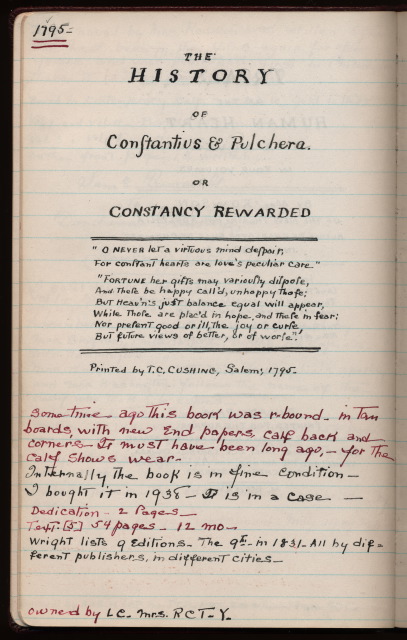 1795=
THE
HISTORY
OF
Conſtantius & Pulchera.
OR
CONSTANCY REWARDED
"O NEVER let a virtuous mind deſpair,
For conſtant hearts are love's peculiar care"
"FORTUNE her gifts may variouſly diſpoſe,
And theſe be happy call'd, unhappy thoſe;
But Heav'n's juſt balance equal will appear,
While thoſe are plac'd in hope, and theſe in fear;
Nor preſent good or ill, the joy or curſe,
But future views of better, or of worſe."
Printed by T.C. CUSHING, Salem, 1795.
Some time ago this book was r-bound in tan
boards, with new end papers calf back and
corners It must have been long ago, — for the
calf shows wear-
Internally the book is in fine condition —
I bought it in 1938 — It is in a case —
Dedication - 2 Pages —
Text. [5] 54 pages - 12 mo —
Wright lists 9 Editions. The 9th - in 1831 - All by dif=
ferent publishers, in different cities —
owned by L.C. Mrs. R C T. Y.